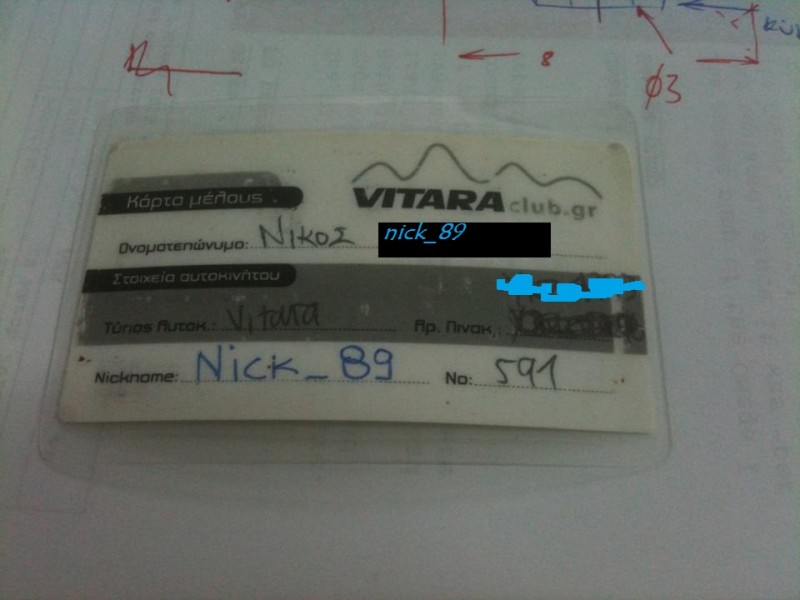 8
φ3
Κάρτα μέλους
VITARA club.gr
Ονοματεπώνυμο: Νικος nick_89
Στοιχεία αυτοκινήτου
Τύπος Αυτοκ.: Vitara Αρ. Πινακ.:
Nickname: Nick_89 No: 591